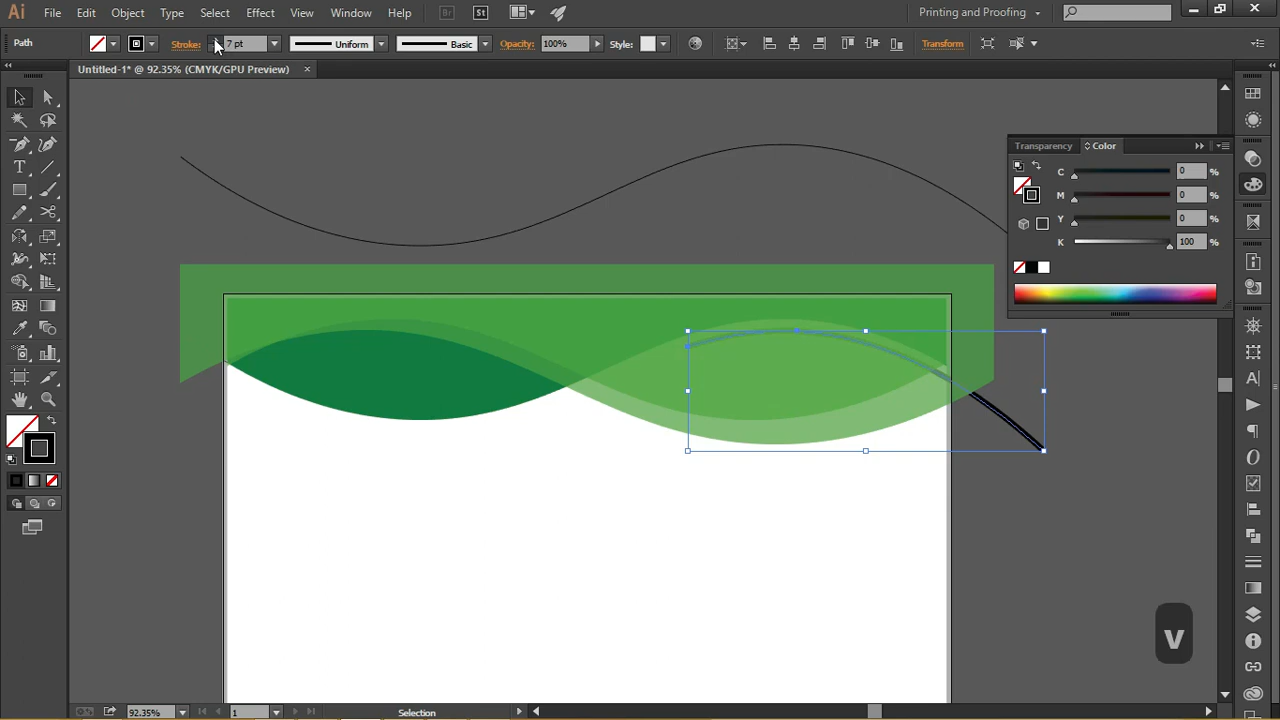 Ai File Edit Object Type Select Effect View Window Help Br St Printing and Proofing
Path Stroke: 7 pt Uniform Basic Opacity: 100% Style: Transform
Untitled-1* @ 92.35% (CMYK/GPU Preview) ×
Transparency Color
C 0 %
M 0 %
Y 0 %
K 100 %
V
92.35% 1 Selection